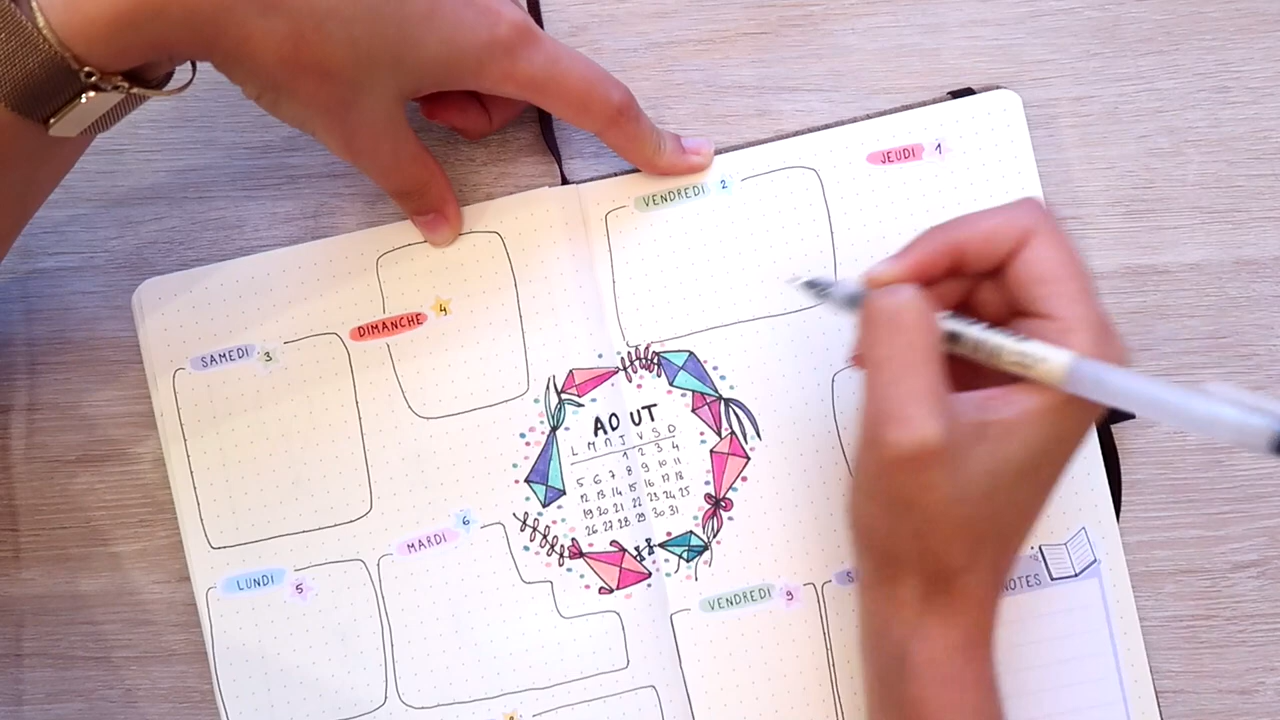 JEUDI 1
VENDREDI 2
DIMANCHE 4
SAMEDI 3
AOUT
L M M J V S D
1 2 3 4
5 6 7 8 9 10 11
12 13 14 15 16 17 18
19 20 21 22 23 24 25
26 27 28 29 30 31
MARDI 6
LUNDI 5
VENDREDI 9
NOTES